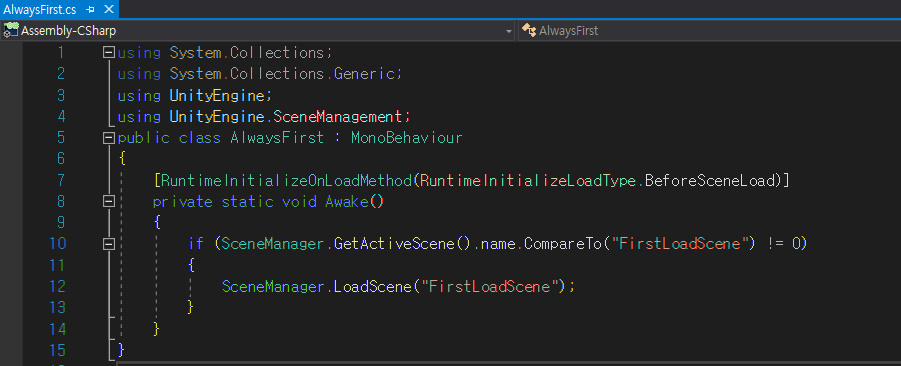 AlwaysFirst.cs
Assembly-CSharp AlwaysFirst
1 using System.Collections;
2 using System.Collections.Generic;
3 using UnityEngine;
4 using UnityEngine.SceneManagement;
5 public class AlwaysFirst : MonoBehaviour
6 {
7 [RuntimeInitializeOnLoadMethod(RuntimeInitializeLoadType.BeforeSceneLoad)]
8 private static void Awake()
9 {
10 if (SceneManager.GetActiveScene().name.CompareTo("FirstLoadScene") != 0)
11 {
12 SceneManager.LoadScene("FirstLoadScene");
13 }
14 }
15 }